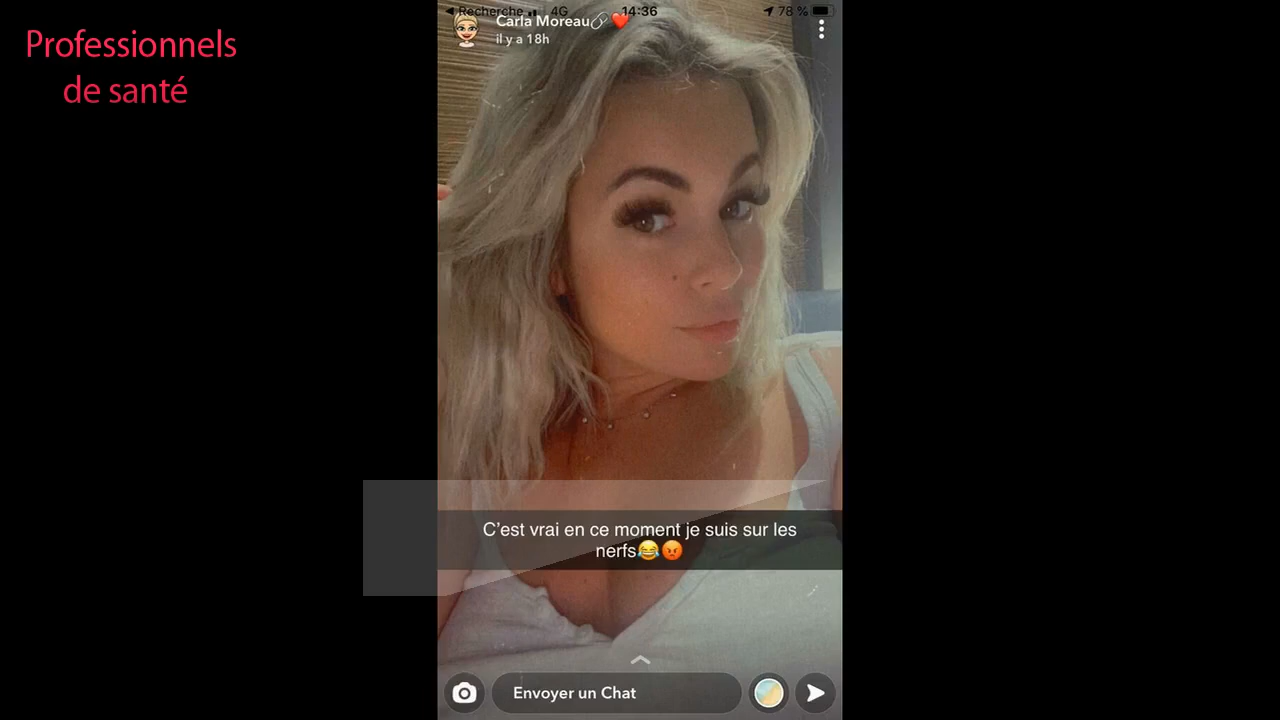 Professionnels
de santé
Recherche 4G 14:36 78 %
Carla Moreau🔗 ❤️
il y a 18h
C'est vrai en ce moment je suis sur les
nerfs😂😡
Envoyer un Chat